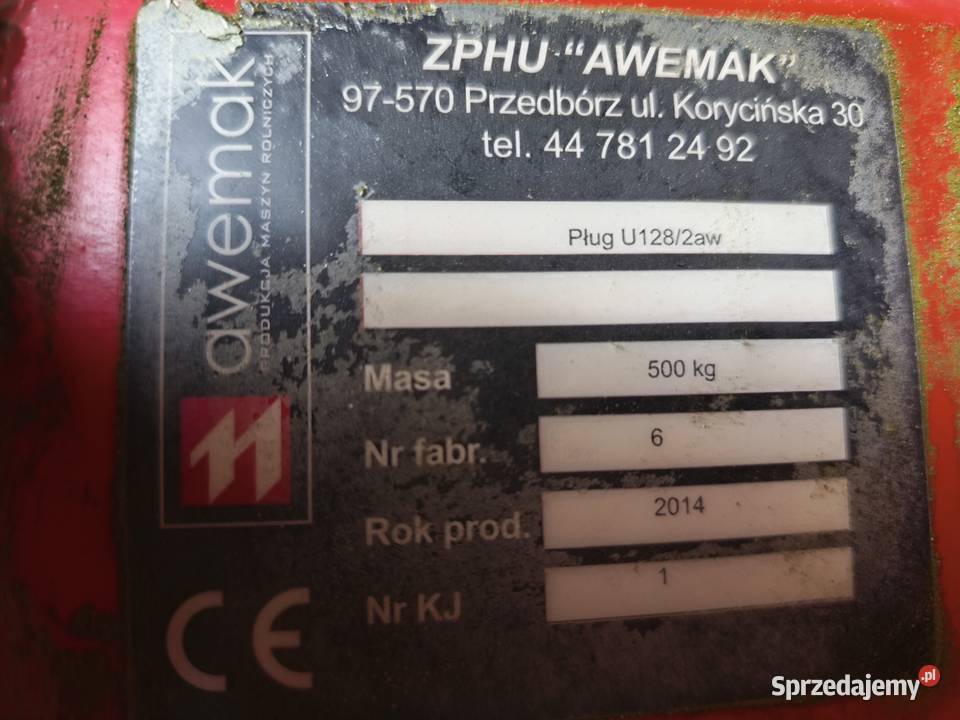 ZPHU “AWEMAK”
97-570 Przedbórz ul. Korycińska 30
tel. 44 781 24 92
awemak
PRODUKCJA MASZYN ROLNICZYCH
Pług U128/2aw
Masa 500 kg
Nr fabr. 6
Rok prod. 2014
Nr KJ 1
CE
Sprzedajemy.pl